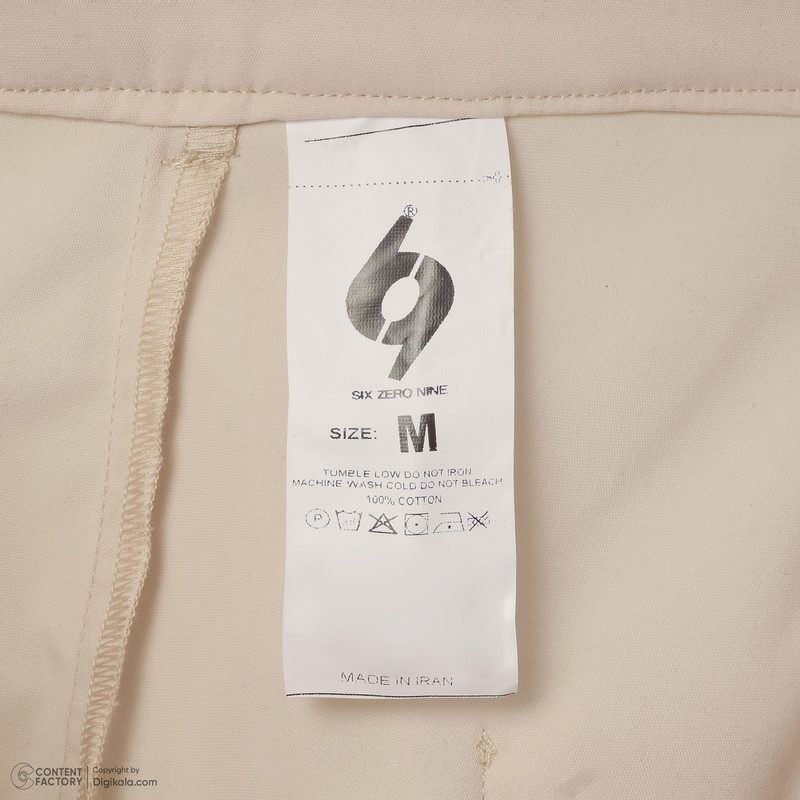 ®
SIX ZERO NINE
SIZE: M
TUMBLE LOW DO NOT IRON
MACHINE WASH COLD DO NOT BLEACH
100% COTTON
P
MADE IN IRAN
CONTENT FACTORY
Copyright by
Digikala.com